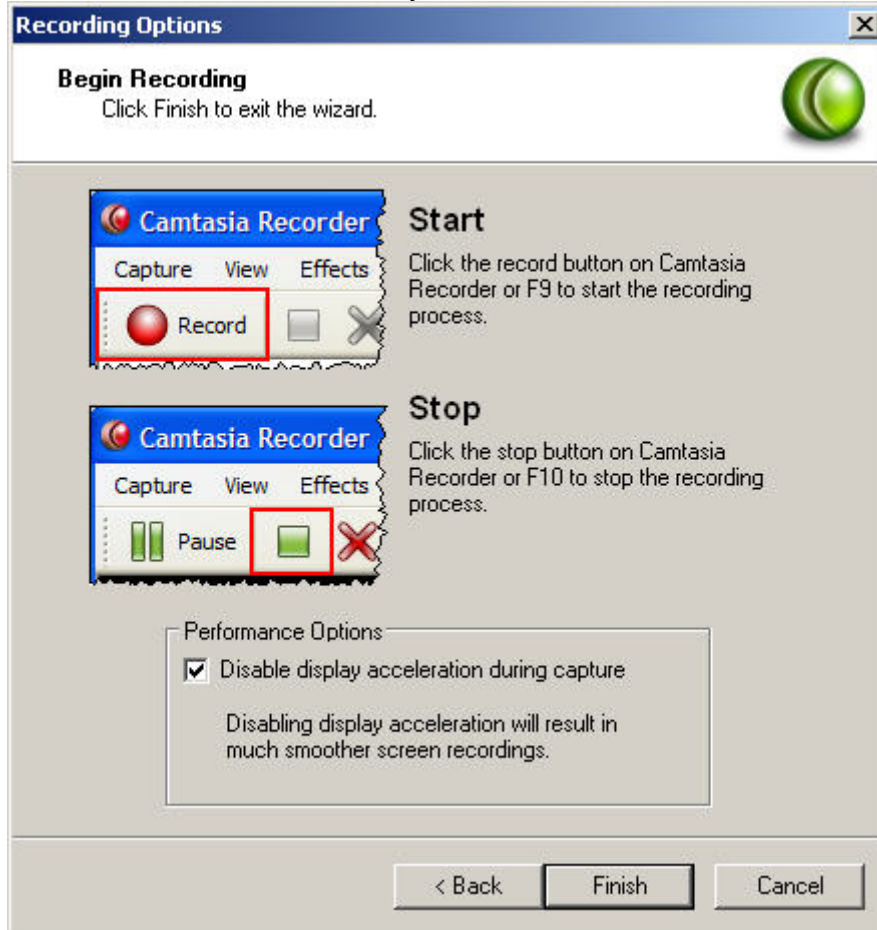 Recording Options
Begin Recording
Click Finish to exit the wizard.
Camtasia Recorder
Capture View Effects
Record
Start
Click the record button on Camtasia
Recorder or F9 to start the recording
process.
Camtasia Recorder
Capture View Effects
Pause
Stop
Click the stop button on Camtasia
Recorder or F10 to stop the recording
process.
Performance Options
Disable display acceleration during capture
Disabling display acceleration will result in
much smoother screen recordings.
< Back Finish Cancel